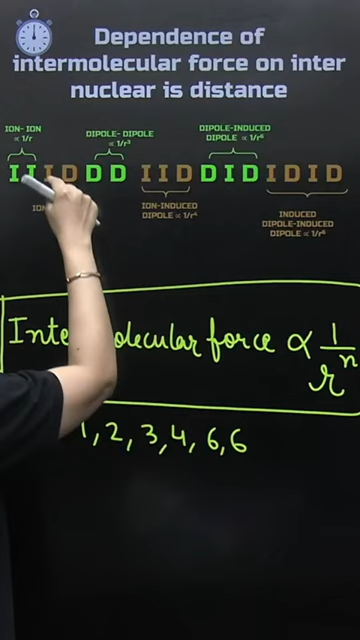 Dependence of
intermolecular force on inter
nuclear is distance
ION- ION
∝ 1/r
DIPOLE- DIPOLE
∝ 1/r³
DIPOLE-INDUCED
DIPOLE ∝ 1/r⁶
I I I D D D I I D D I D I D I D
ION-INDUCED
DIPOLE ∝ 1/r⁴
INDUCED
DIPOLE-INDUCED
DIPOLE ∝ 1/r⁶
force ∝ 1/rⁿ
1, 2, 3, 4, 6, 6